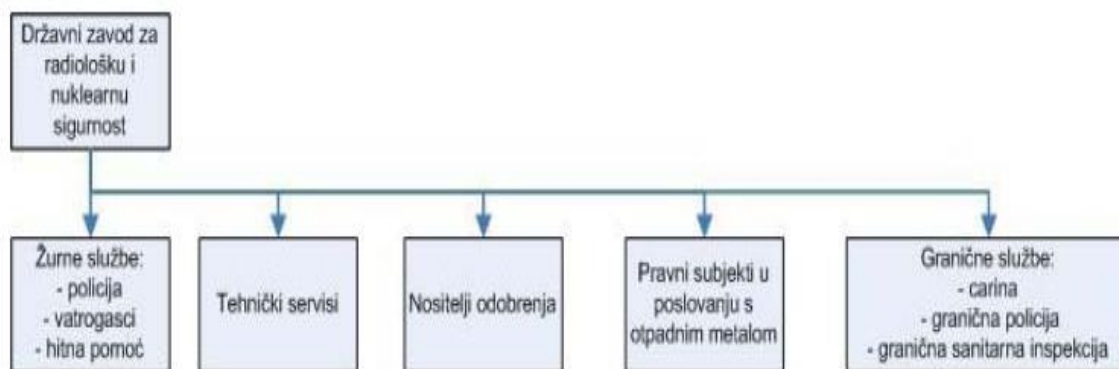 Državni zavod za
radiološku i
nuklearnu
sigurnost
Žurne službe:
- policija
- vatrogasci
- hitna pomoć
Tehnički servisi
Nositelji odobrenja
Pravni subjekti u
poslovanju s
otpadnim metalom
Granične službe:
- carina
- granična policija
- granična sanitarna inspekcija